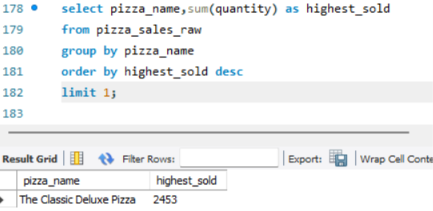 178 select pizza_name,sum(quantity) as highest_sold
179 from pizza_sales_raw
180 group by pizza_name
181 order by highest_sold desc
182 limit 1;
183
Result Grid Filter Rows: Export: Wrap Cell Conte
pizza_name highest_sold
The Classic Deluxe Pizza 2453